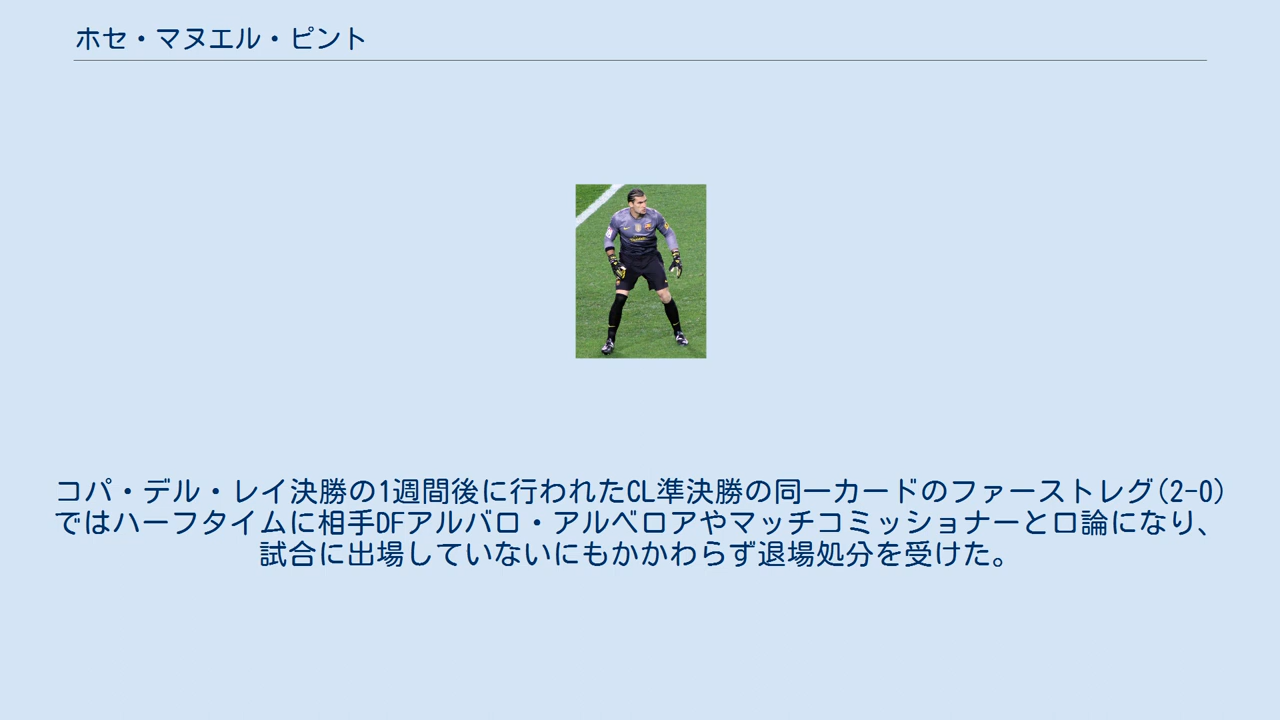 ホセ・マヌエル・ピント
コパ・デル・レイ決勝の1週間後に行われたCL準決勝の同一カードのファーストレグ(2-0)
ではハーフタイムに相手DFアルバロ・アルベロアやマッチコミッショナーと口論になり、
試合に出場していないにもかかわらず退場処分を受けた。